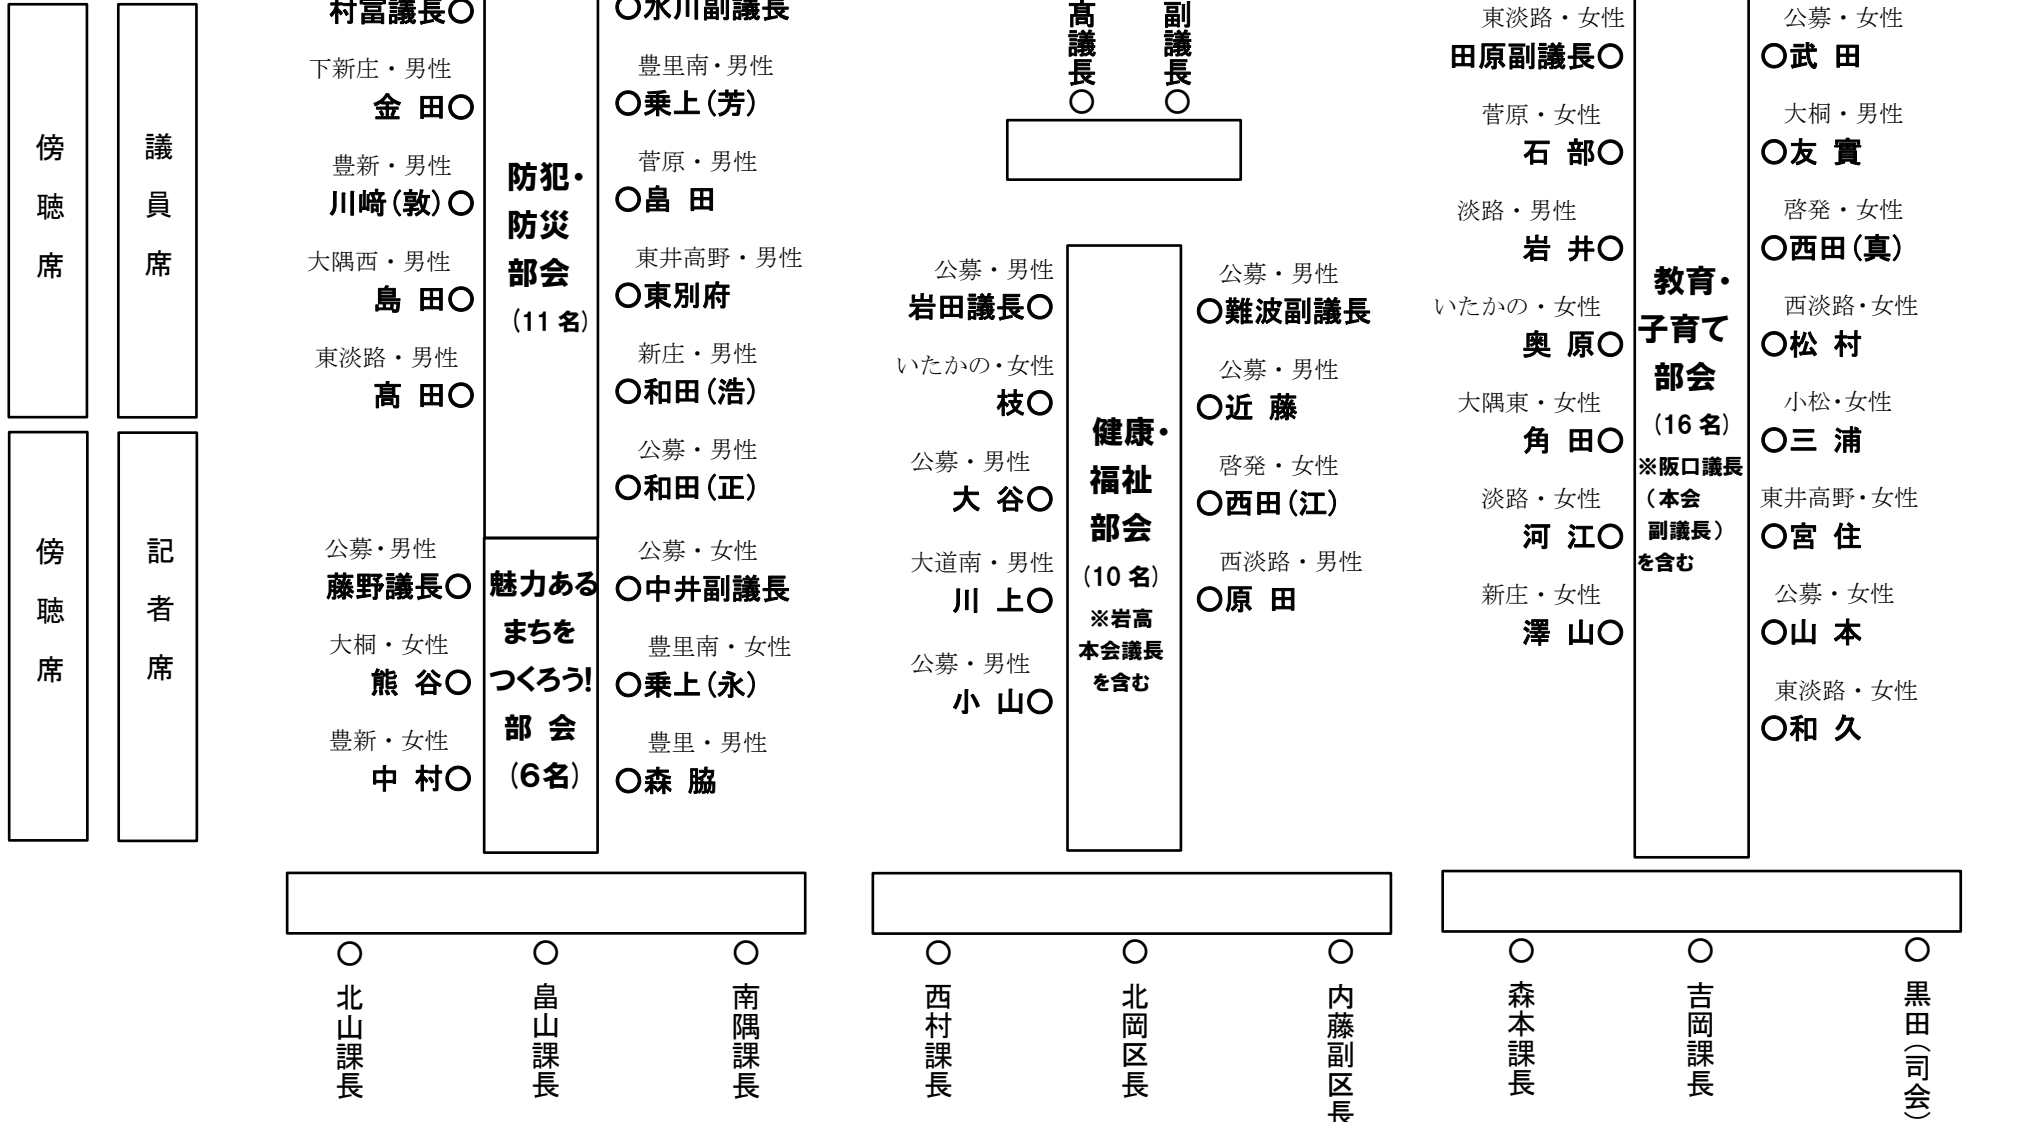 傍聴席
議員席
傍聴席
記者席
村冨議長○
下新庄・男性
金 田○
豊新・男性
川﨑(敦)○
大隅西・男性
島 田○
東淡路・男性
髙 田○
防犯・
防災
部会
(11 名)
○水川副議長
豊里南・男性
○乗上(芳)
菅原・男性
○畠 田
東井高野・男性
○東別府
新庄・男性
○和田(浩)
公募・男性
○和田(正)
公募・男性
藤野議長○
大桐・女性
熊 谷○
豊新・女性
中 村○
魅力ある
まちを
つくろう!
部 会
(6名)
公募・女性
○中井副議長
豊里南・女性
○乗上(永)
豊里・男性
○森 脇
髙議長○
副議長○
公募・男性
岩田議長○
いたかの・女性
枝○
公募・男性
大 谷○
大道南・男性
川 上○
公募・男性
小 山○
健康・
福祉
部会
(10 名)
※岩高
本会議長
を含む
公募・男性
○難波副議長
公募・男性
○近 藤
啓発・女性
○西田(江)
西淡路・男性
○原 田
東淡路・女性
田原副議長○
菅原・女性
石 部○
淡路・男性
岩 井○
いたかの・女性
奥 原○
大隅東・女性
角 田○
淡路・女性
河 江○
新庄・女性
澤 山○
教育・
子育て
部会
(16 名)
※阪口議長
(本会
副議長)
を含む
公募・女性
○武 田
大桐・男性
○友 實
啓発・女性
○西田(真)
西淡路・女性
○松 村
小松・女性
○三 浦
東井高野・女性
○宮 住
公募・女性
○山 本
東淡路・女性
○和 久
○北山課長
○畠山課長
○南隅課長
○西村課長
○北岡区長
○内藤副区長
○森本課長
○吉岡課長
○黒田(司会)